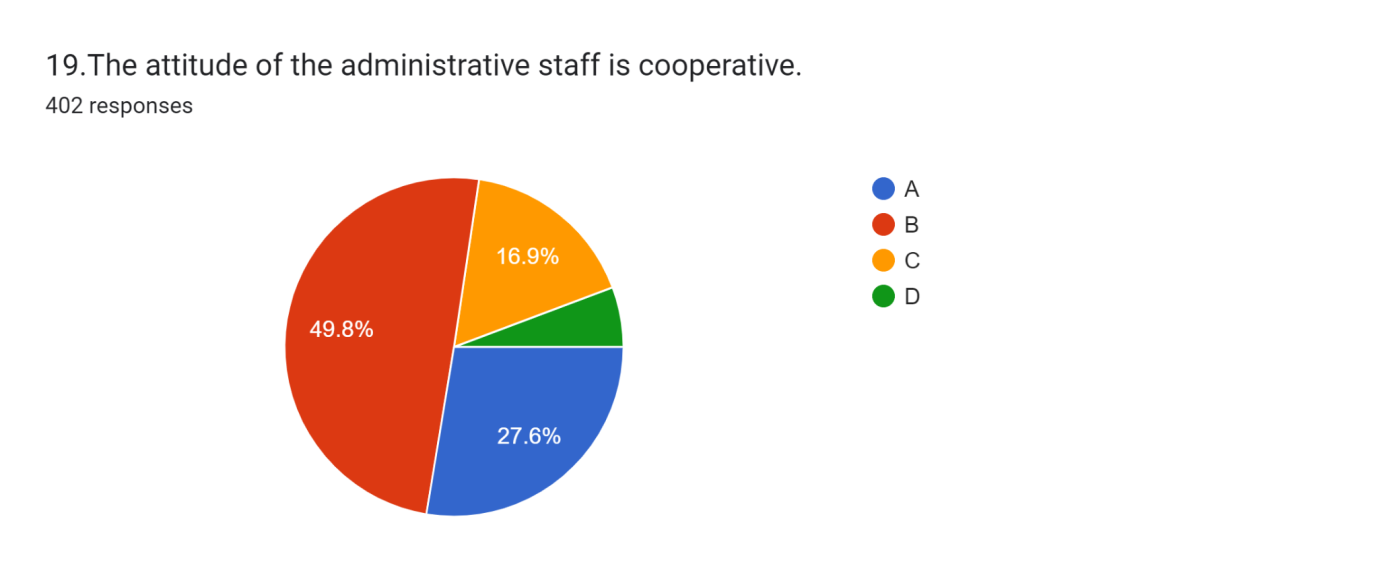 19.The attitude of the administrative staff is cooperative.
402 responses
A
B
C
D
16.9%
49.8%
27.6%